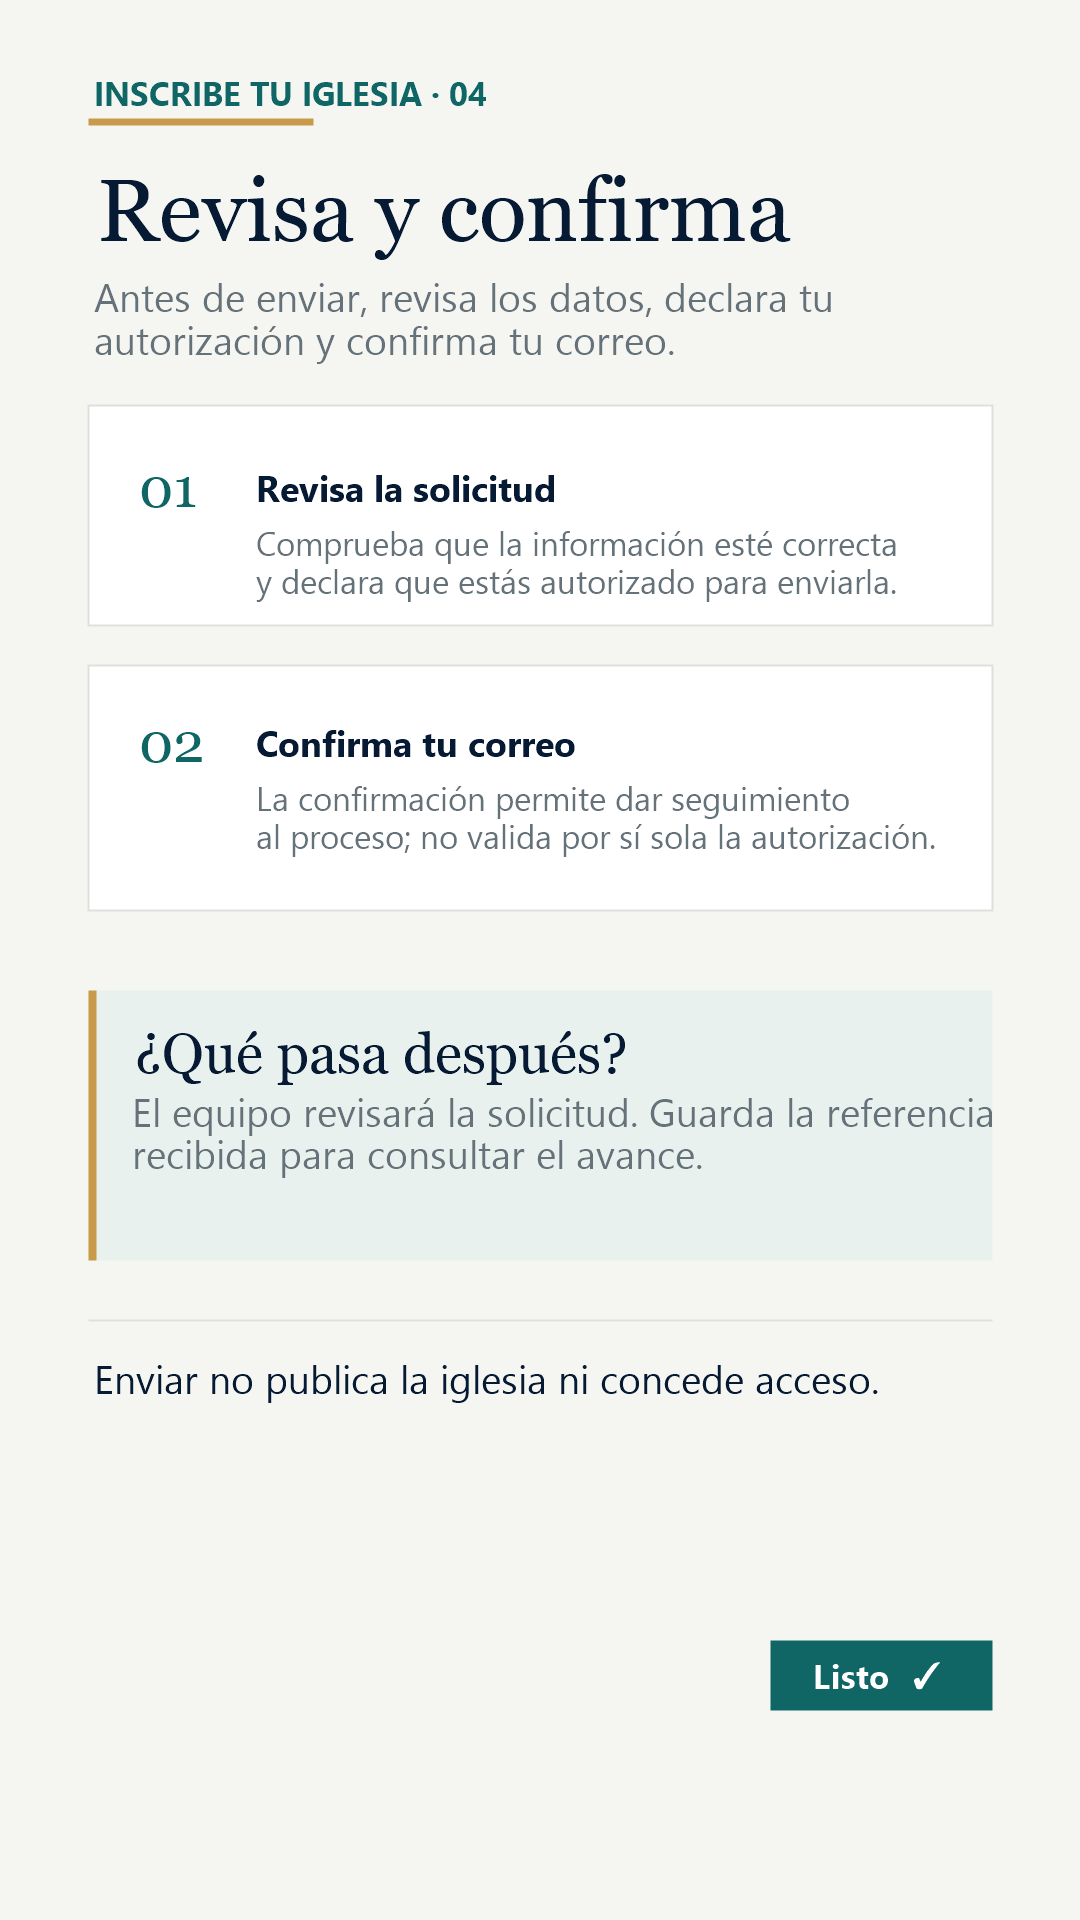 INSCRIBE TU IGLESIA · 04
Revisa y confirma
Antes de enviar, revisa los datos, declara tu
autorización y confirma tu correo.
01
Revisa la solicitud
Comprueba que la información esté correcta
y declara que estás autorizado para enviarla.
02
Confirma tu correo
La confirmación permite dar seguimiento
al proceso; no valida por sí sola la autorización.
¿Qué pasa después?
El equipo revisará la solicitud. Guarda la referencia
recibida para consultar el avance.
Enviar no publica la iglesia ni concede acceso.
Listo ✓